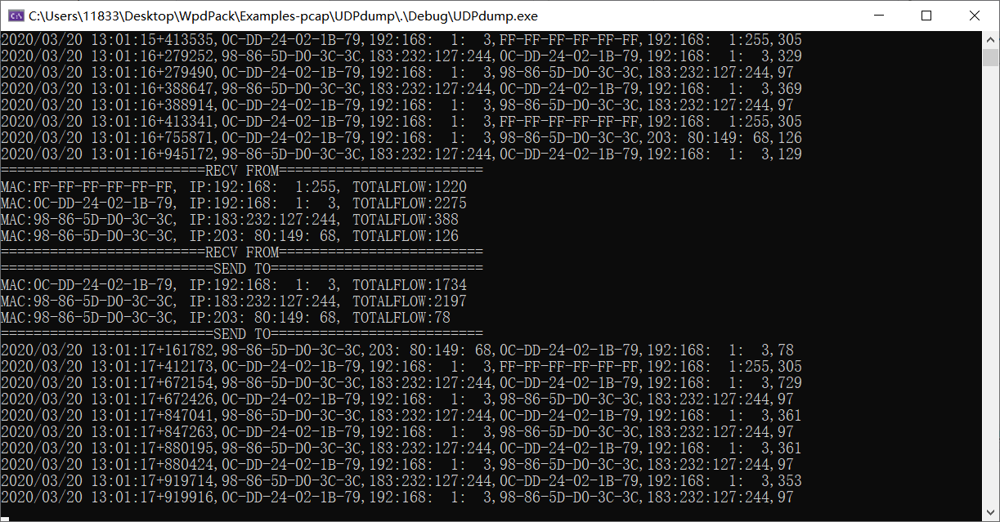 C:\Users\11833\Desktop\WpdPack\Examples-pcap\UDPdump\.\Debug\UDPdump.exe
2020/03/20 13:01:15+413535,0C-DD-24-02-1B-79,192:168:  1:  3,FF-FF-FF-FF-FF-FF,192:168:  1:255,305
2020/03/20 13:01:16+279252,98-86-5D-D0-3C-3C,183:232:127:244,0C-DD-24-02-1B-79,192:168:  1:  3,329
2020/03/20 13:01:16+279490,0C-DD-24-02-1B-79,192:168:  1:  3,98-86-5D-D0-3C-3C,183:232:127:244,97
2020/03/20 13:01:16+388647,98-86-5D-D0-3C-3C,183:232:127:244,0C-DD-24-02-1B-79,192:168:  1:  3,369
2020/03/20 13:01:16+388914,0C-DD-24-02-1B-79,192:168:  1:  3,98-86-5D-D0-3C-3C,183:232:127:244,97
2020/03/20 13:01:16+413341,0C-DD-24-02-1B-79,192:168:  1:  3,FF-FF-FF-FF-FF-FF,192:168:  1:255,305
2020/03/20 13:01:16+755871,0C-DD-24-02-1B-79,192:168:  1:  3,98-86-5D-D0-3C-3C,203: 80:149: 68,126
2020/03/20 13:01:16+945172,98-86-5D-D0-3C-3C,183:232:127:244,0C-DD-24-02-1B-79,192:168:  1:  3,129
=========================RECV FROM=========================
MAC:FF-FF-FF-FF-FF-FF, IP:192:168:  1:255, TOTALFLOW:1220
MAC:0C-DD-24-02-1B-79, IP:192:168:  1:  3, TOTALFLOW:2275
MAC:98-86-5D-D0-3C-3C, IP:183:232:127:244, TOTALFLOW:388
MAC:98-86-5D-D0-3C-3C, IP:203: 80:149: 68, TOTALFLOW:126
=========================RECV FROM=========================
==========================SEND TO==========================
MAC:0C-DD-24-02-1B-79, IP:192:168:  1:  3, TOTALFLOW:1734
MAC:98-86-5D-D0-3C-3C, IP:183:232:127:244, TOTALFLOW:2197
MAC:98-86-5D-D0-3C-3C, IP:203: 80:149: 68, TOTALFLOW:78
==========================SEND TO==========================
2020/03/20 13:01:17+161782,98-86-5D-D0-3C-3C,203: 80:149: 68,0C-DD-24-02-1B-79,192:168:  1:  3,78
2020/03/20 13:01:17+412173,0C-DD-24-02-1B-79,192:168:  1:  3,FF-FF-FF-FF-FF-FF,192:168:  1:255,305
2020/03/20 13:01:17+672154,98-86-5D-D0-3C-3C,183:232:127:244,0C-DD-24-02-1B-79,192:168:  1:  3,729
2020/03/20 13:01:17+672426,0C-DD-24-02-1B-79,192:168:  1:  3,98-86-5D-D0-3C-3C,183:232:127:244,97
2020/03/20 13:01:17+847041,98-86-5D-D0-3C-3C,183:232:127:244,0C-DD-24-02-1B-79,192:168:  1:  3,361
2020/03/20 13:01:17+847263,0C-DD-24-02-1B-79,192:168:  1:  3,98-86-5D-D0-3C-3C,183:232:127:244,97
2020/03/20 13:01:17+880195,98-86-5D-D0-3C-3C,183:232:127:244,0C-DD-24-02-1B-79,192:168:  1:  3,361
2020/03/20 13:01:17+880424,0C-DD-24-02-1B-79,192:168:  1:  3,98-86-5D-D0-3C-3C,183:232:127:244,97
2020/03/20 13:01:17+919714,98-86-5D-D0-3C-3C,183:232:127:244,0C-DD-24-02-1B-79,192:168:  1:  3,353
2020/03/20 13:01:17+919916,0C-DD-24-02-1B-79,192:168:  1:  3,98-86-5D-D0-3C-3C,183:232:127:244,97